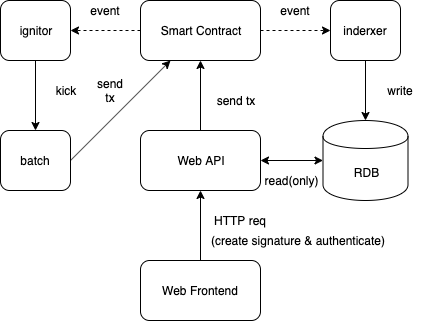 event
event
ignitor
Smart Contract
inderxer
kick
send
tx
send tx
write
batch
Web API
RDB
read(only)
HTTP req
(create signature & authenticate)
Web Frontend